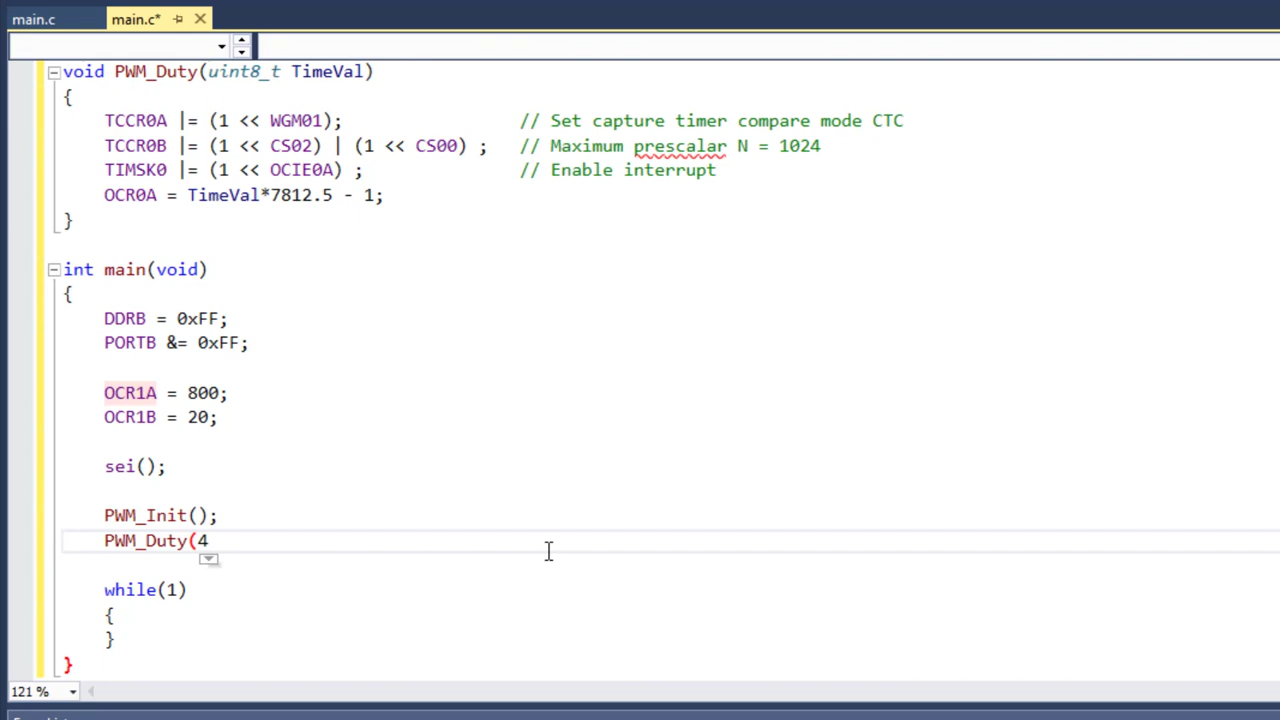 main.c
main.c*
void PWM_Duty(uint8_t TimeVal)
{
TCCR0A |= (1 << WGM01); // Set capture timer compare mode CTC
TCCR0B |= (1 << CS02) | (1 << CS00) ; // Maximum prescalar N = 1024
TIMSK0 |= (1 << OCIE0A) ; // Enable interrupt
OCR0A = TimeVal*7812.5 - 1;
}
int main(void)
{
DDRB = 0xFF;
PORTB &= 0xFF;
OCR1A = 800;
OCR1B = 20;
sei();
PWM_Init();
PWM_Duty(4
while(1)
{
}
}
121 %